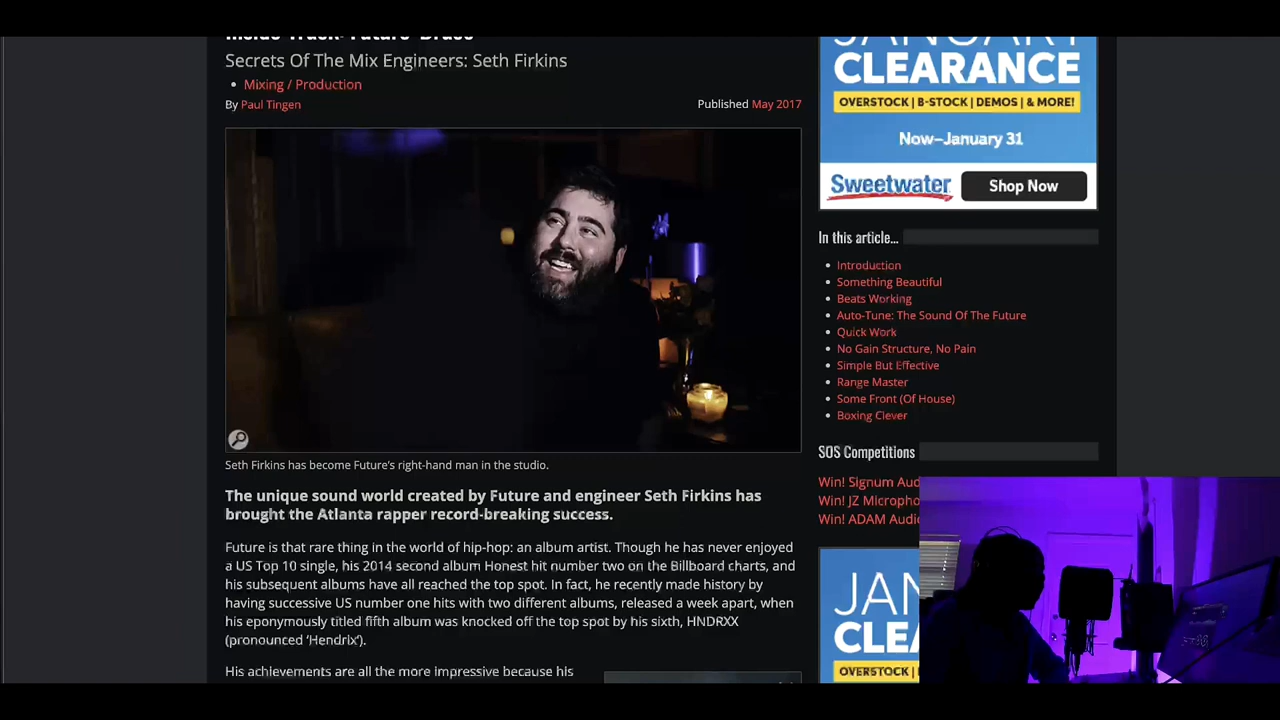 Inside Track: Future 'Draco'
Secrets Of The Mix Engineers: Seth Firkins
Mixing / Production
By Paul Tingen
Published May 2017
Seth Firkins has become Future's right-hand man in the studio.
The unique sound world created by Future and engineer Seth Firkins has
brought the Atlanta rapper record-breaking success.
Future is that rare thing in the world of hip-hop: an album artist. Though he has never enjoyed
a US Top 10 single, his 2014 second album Honest hit number two on the Billboard charts, and
his subsequent albums have all reached the top spot. In fact, he recently made history by
having successive US number one hits with two different albums, released a week apart, when
his eponymously titled fifth album was knocked off the top spot by his sixth, HNDRXX
(pronounced 'Hendrix').
His achievements are all the more impressive because his
JANUARY
CLEARANCE
OVERSTOCK | B-STOCK | DEMOS | & MORE!
Now–January 31
Sweetwater
Shop Now
In this article...
Introduction
Something Beautiful
Beats Working
Auto-Tune: The Sound Of The Future
Quick Work
No Gain Structure, No Pain
Simple But Effective
Range Master
Some Front (Of House)
Boxing Clever
SOS Competitions
Win! Signum Aud
Win! JZ Micropho
Win! ADAM Audio
JAN
CLE
OVERSTOCK |